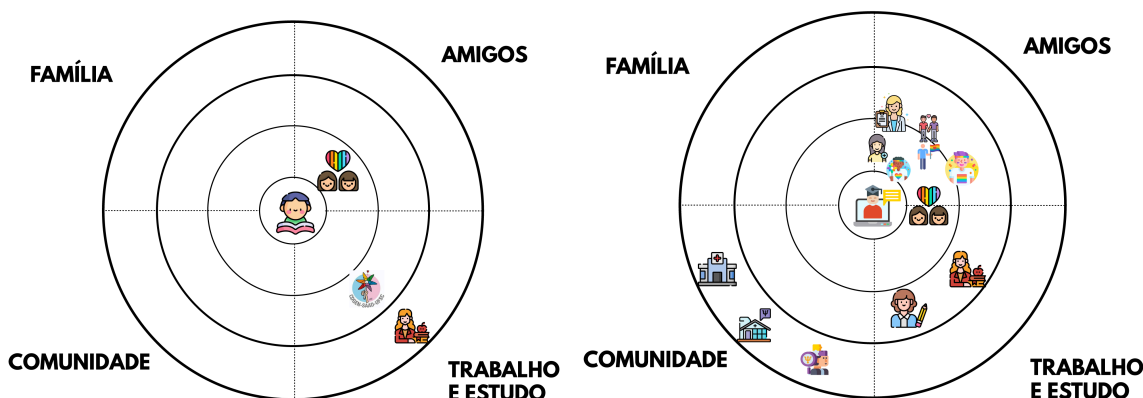 FAMÍLIA
AMIGOS
COMUNIDADE
TRABALHO
E ESTUDO
FAMÍLIA
AMIGOS
COMUNIDADE
TRABALHO
E ESTUDO